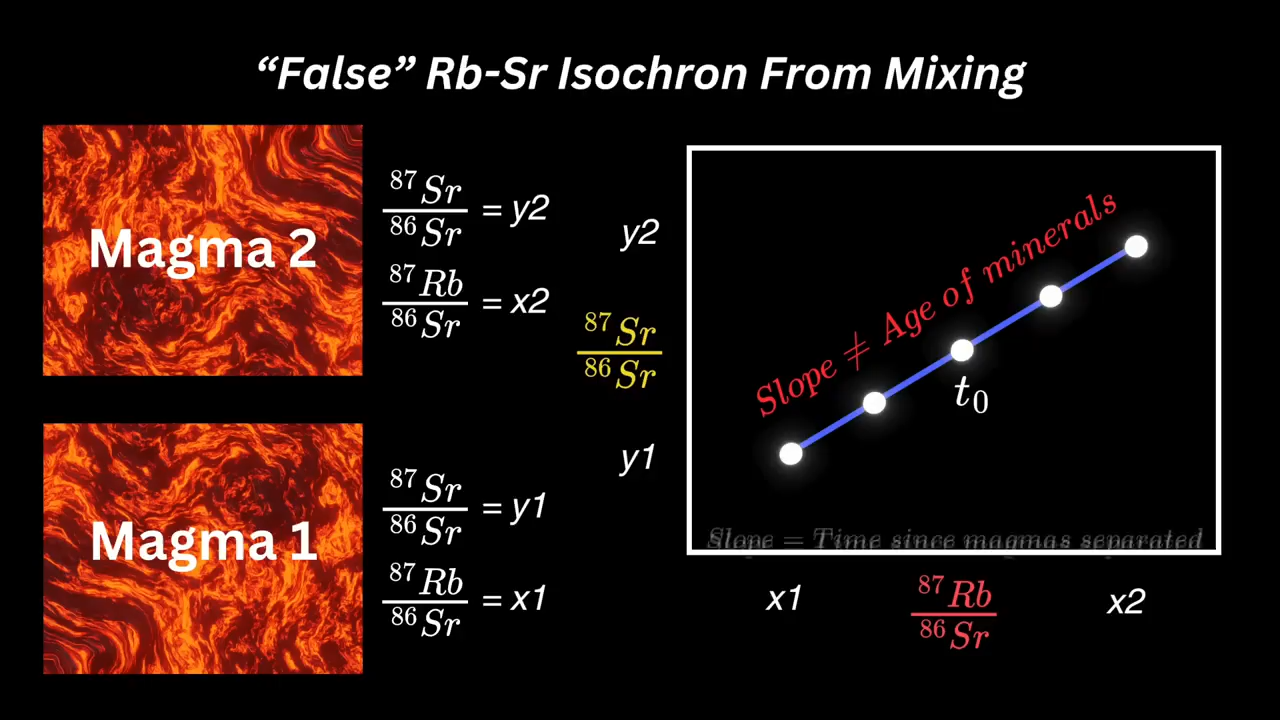 “False” Rb-Sr Isochron From Mixing
Magma 2
87Sr
86Sr
= y2
87Rb
86Sr
= x2
Magma 1
87Sr
86Sr
= y1
87Rb
86Sr
= x1
y2
87Sr
86Sr
y1
Slope ≠ Age of minerals
t0
Slope = Time since magmas separated
x1
87Rb
86Sr
x2